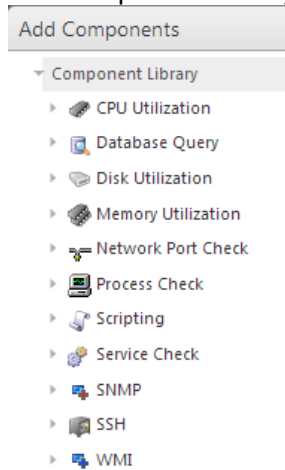 Add Components
Component Library
CPU Utilization
Database Query
Disk Utilization
Memory Utilization
Network Port Check
Process Check
Scripting
Service Check
SNMP
SSH
WMI